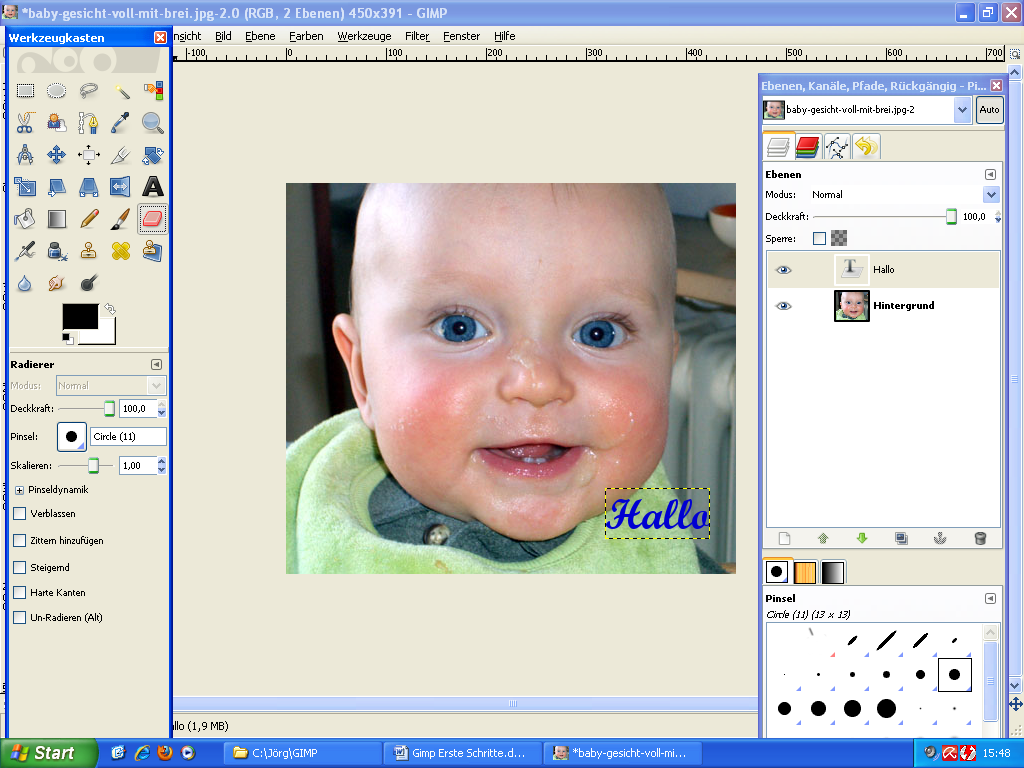 *baby-gesicht-voll-mit-brei.jpg-2.0 (RGB, 2 Ebenen) 450x391 – GIMP
Werkzeugkasten
nsicht Bild Ebene Farben Werkzeuge Filter Fenster Hilfe
-100 0 100 200 300 400 500 600 700
Ebenen, Kanäle, Pfade, Rückgängig - Pi...
baby-gesicht-voll-mit-brei.jpg-2
Auto
Ebenen
Modus: Normal
Deckkraft: 100,0
Sperre:
Hallo
Hintergrund
Radierer
Modus: Normal
Deckkraft: 100,0
Pinsel: Circle (11)
Skalieren: 1,00
Pinseldynamik
Verblassen
Zittern hinzufügen
Steigernd
Harte Kanten
Un-Radieren (Alt)
Hallo
Pinsel
Circle (11) (13 × 13)
allo (1,9 MB)
Start
C:\Jörg\GIMP
Gimp Erste Schritte.d...
*baby-gesicht-voll-mi...
15:48